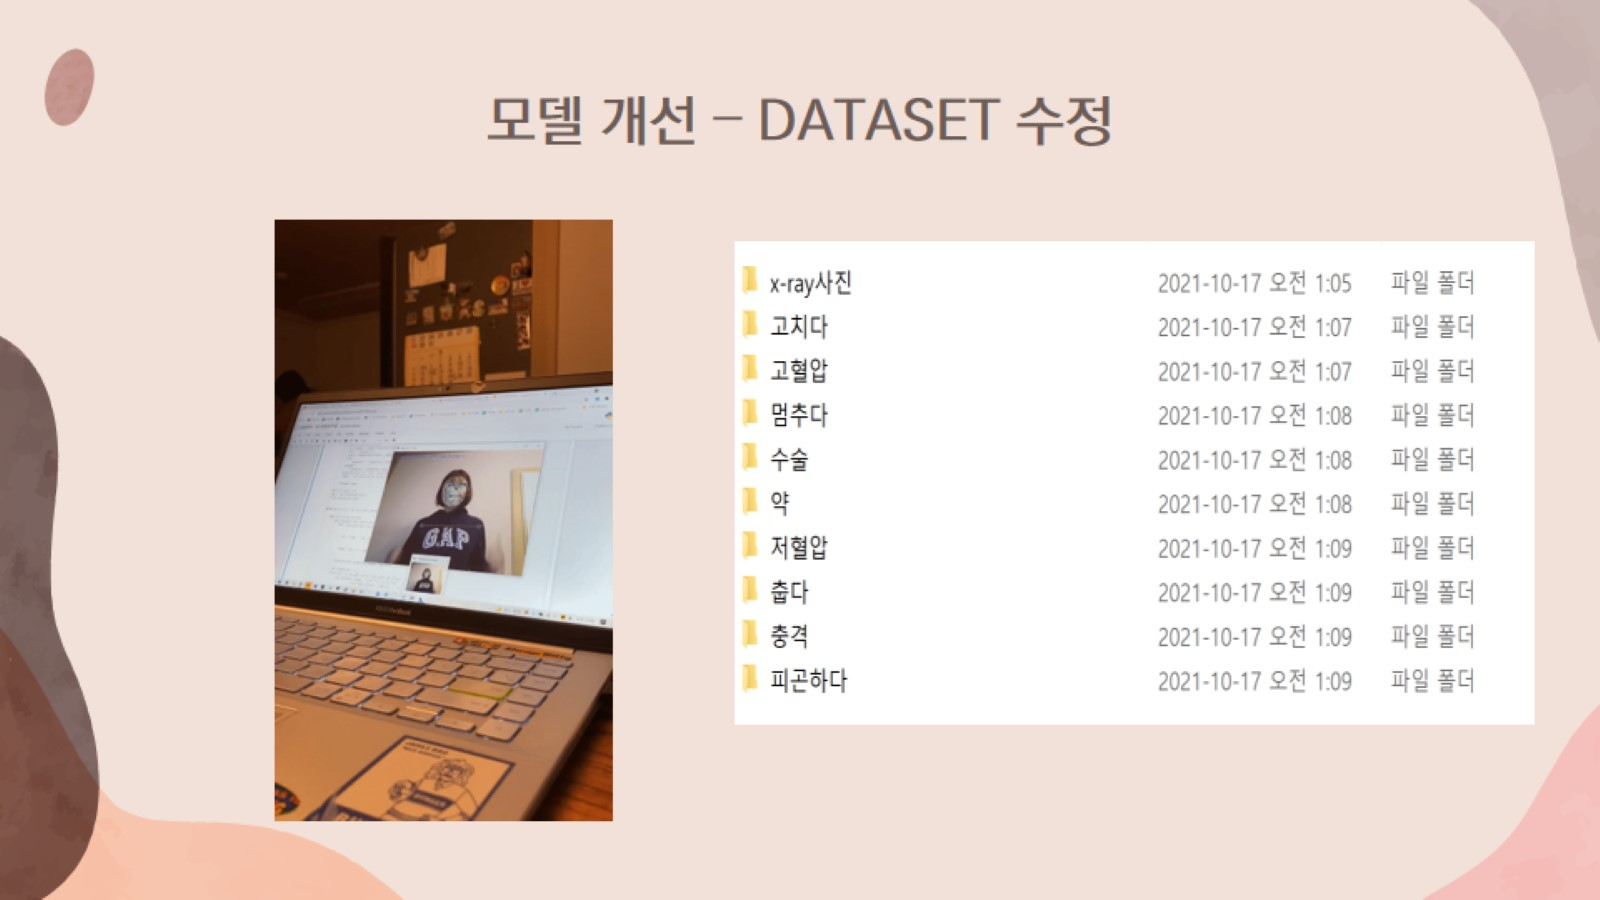 모델 개선 – DATASET 수정
GAP
x-ray사진 2021-10-17 오전 1:05 파일 폴더
고치다 2021-10-17 오전 1:07 파일 폴더
고혈압 2021-10-17 오전 1:07 파일 폴더
멈추다 2021-10-17 오전 1:08 파일 폴더
수술 2021-10-17 오전 1:08 파일 폴더
약 2021-10-17 오전 1:08 파일 폴더
저혈압 2021-10-17 오전 1:09 파일 폴더
춥다 2021-10-17 오전 1:09 파일 폴더
충격 2021-10-17 오전 1:09 파일 폴더
피곤하다 2021-10-17 오전 1:09 파일 폴더